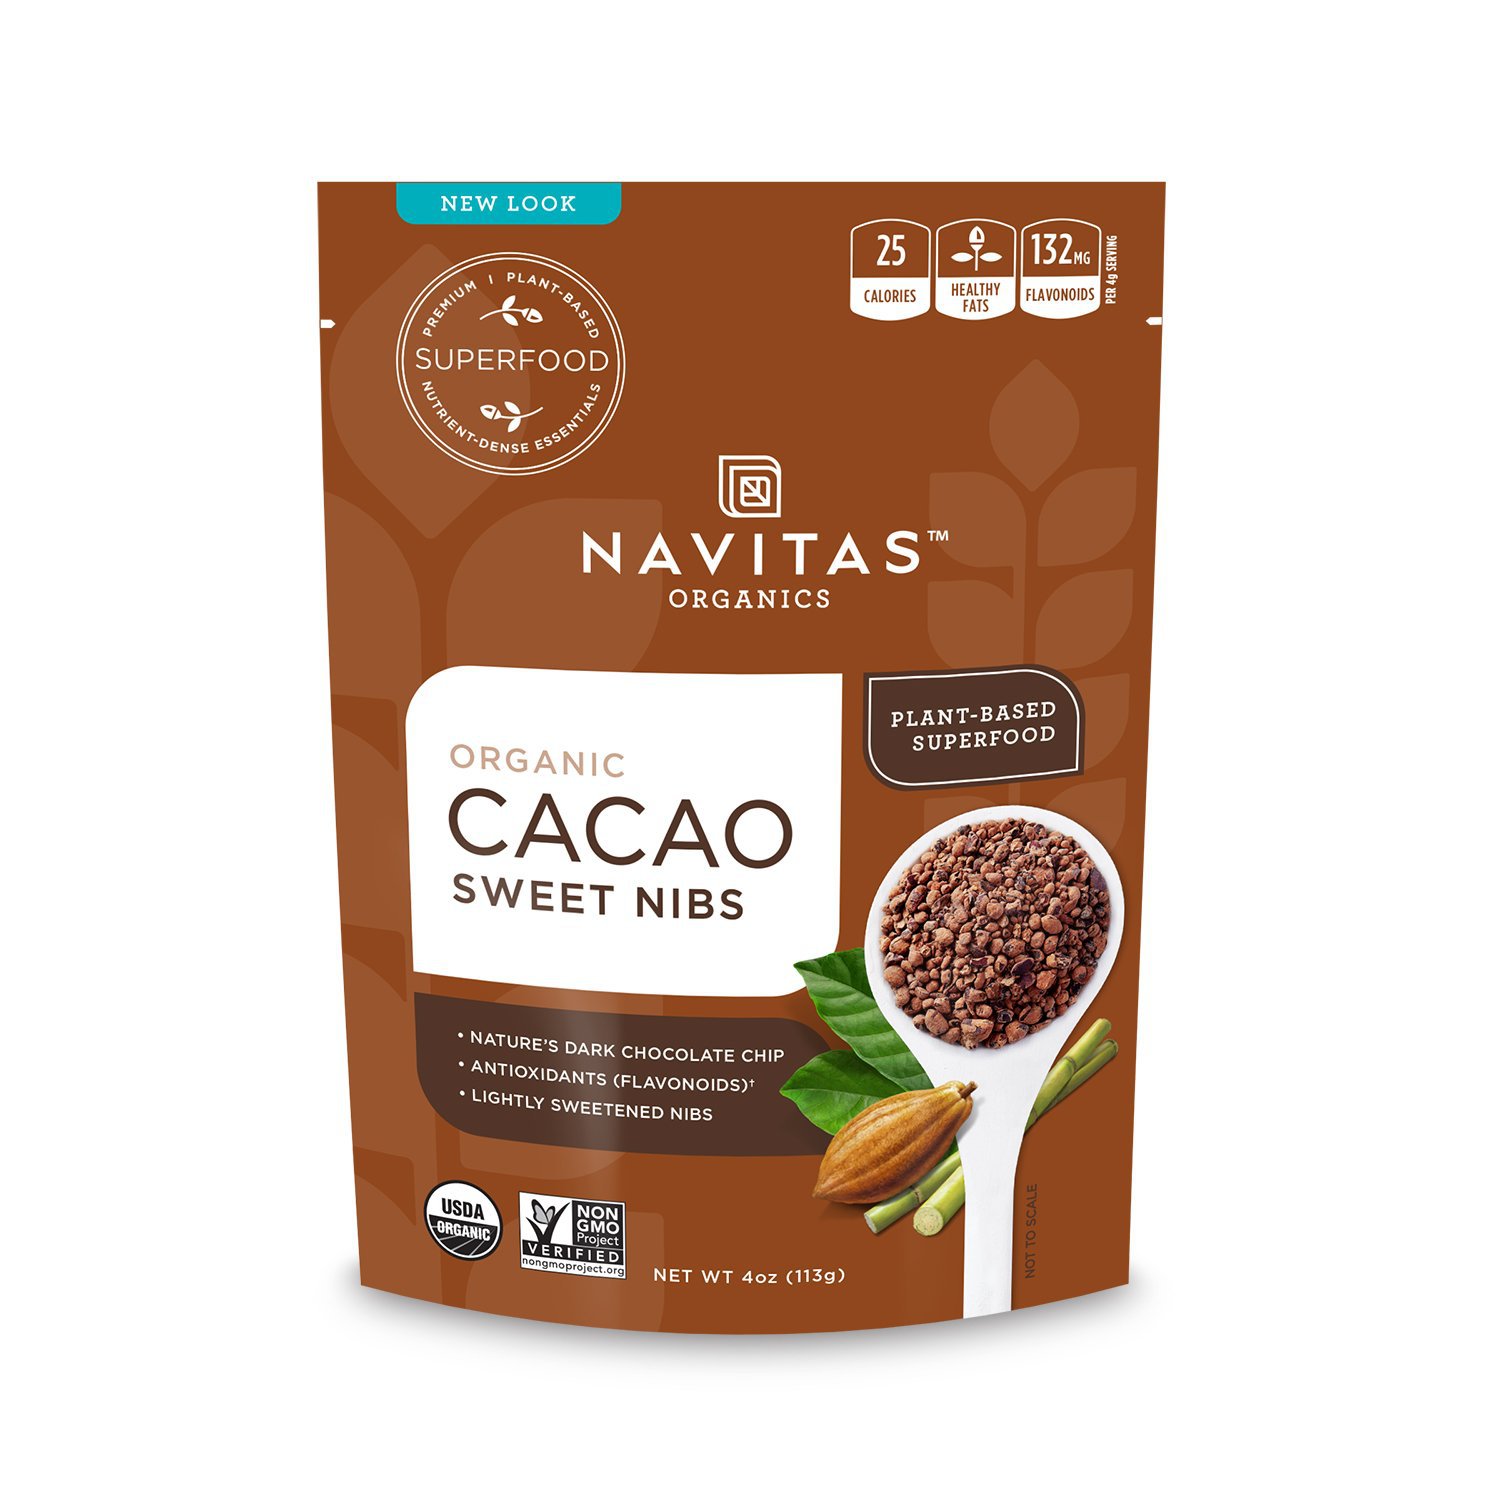 NEW LOOK
PREMIUM | PLANT-BASED
SUPERFOOD
NUTRIENT-DENSE ESSENTIALS
25
CALORIES
HEALTHY
FATS
132MG
FLAVONOIDS
PER 4g SERVING
NAVITAS™
ORGANICS
PLANT-BASED
SUPERFOOD
ORGANIC
CACAO
SWEET NIBS
• NATURE'S DARK CHOCOLATE CHIP
• ANTIOXIDANTS (FLAVONOIDS)†
• LIGHTLY SWEETENED NIBS
USDA
ORGANIC
NON
GMO
Project
VERIFIED
nongmoproject.org
NET WT 4oz (113g)
NOT TO SCALE